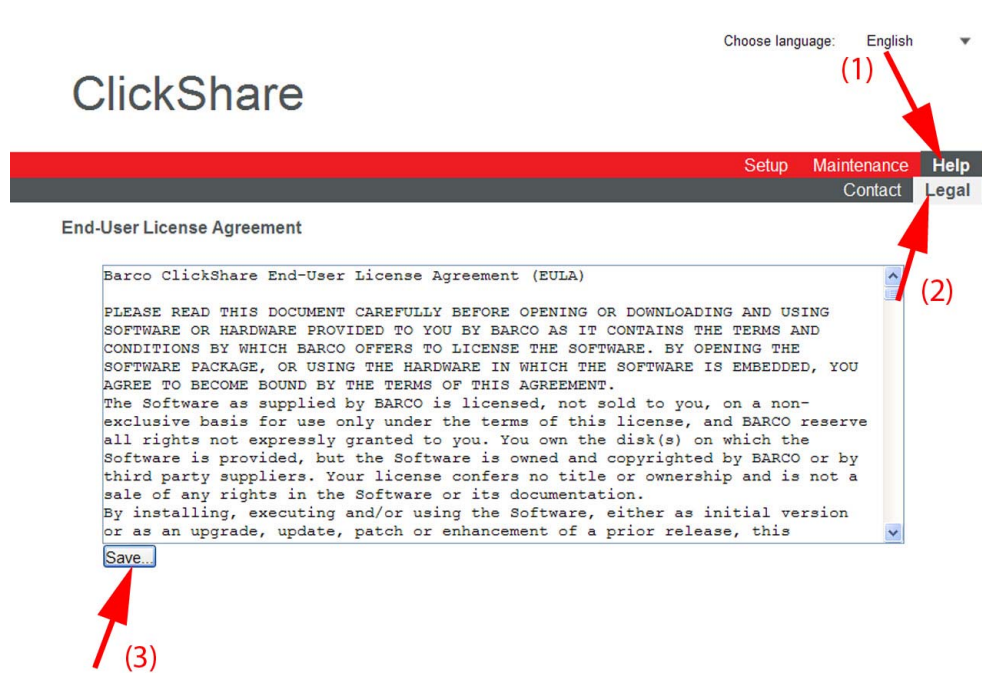 Choose language: English
(1)
ClickShare
Setup Maintenance Help
Contact Legal
End-User License Agreement
(2)
Barco ClickShare End-User License Agreement (EULA)
PLEASE READ THIS DOCUMENT CAREFULLY BEFORE OPENING OR DOWNLOADING AND USING
SOFTWARE OR HARDWARE PROVIDED TO YOU BY BARCO AS IT CONTAINS THE TERMS AND
CONDITIONS BY WHICH BARCO OFFERS TO LICENSE THE SOFTWARE. BY OPENING THE
SOFTWARE PACKAGE, OR USING THE HARDWARE IN WHICH THE SOFTWARE IS EMBEDDED, YOU
AGREE TO BECOME BOUND BY THE TERMS OF THIS AGREEMENT.
The Software as supplied by BARCO is licensed, not sold to you, on a non-
exclusive basis for use only under the terms of this license, and BARCO reserve
all rights not expressly granted to you. You own the disk(s) on which the
Software is provided, but the Software is owned and copyrighted by BARCO or by
third party suppliers. Your license confers no title or ownership and is not a
sale of any rights in the Software or its documentation.
By installing, executing and/or using the Software, either as initial version
or as an upgrade, update, patch or enhancement of a prior release, this
Save...
(3)